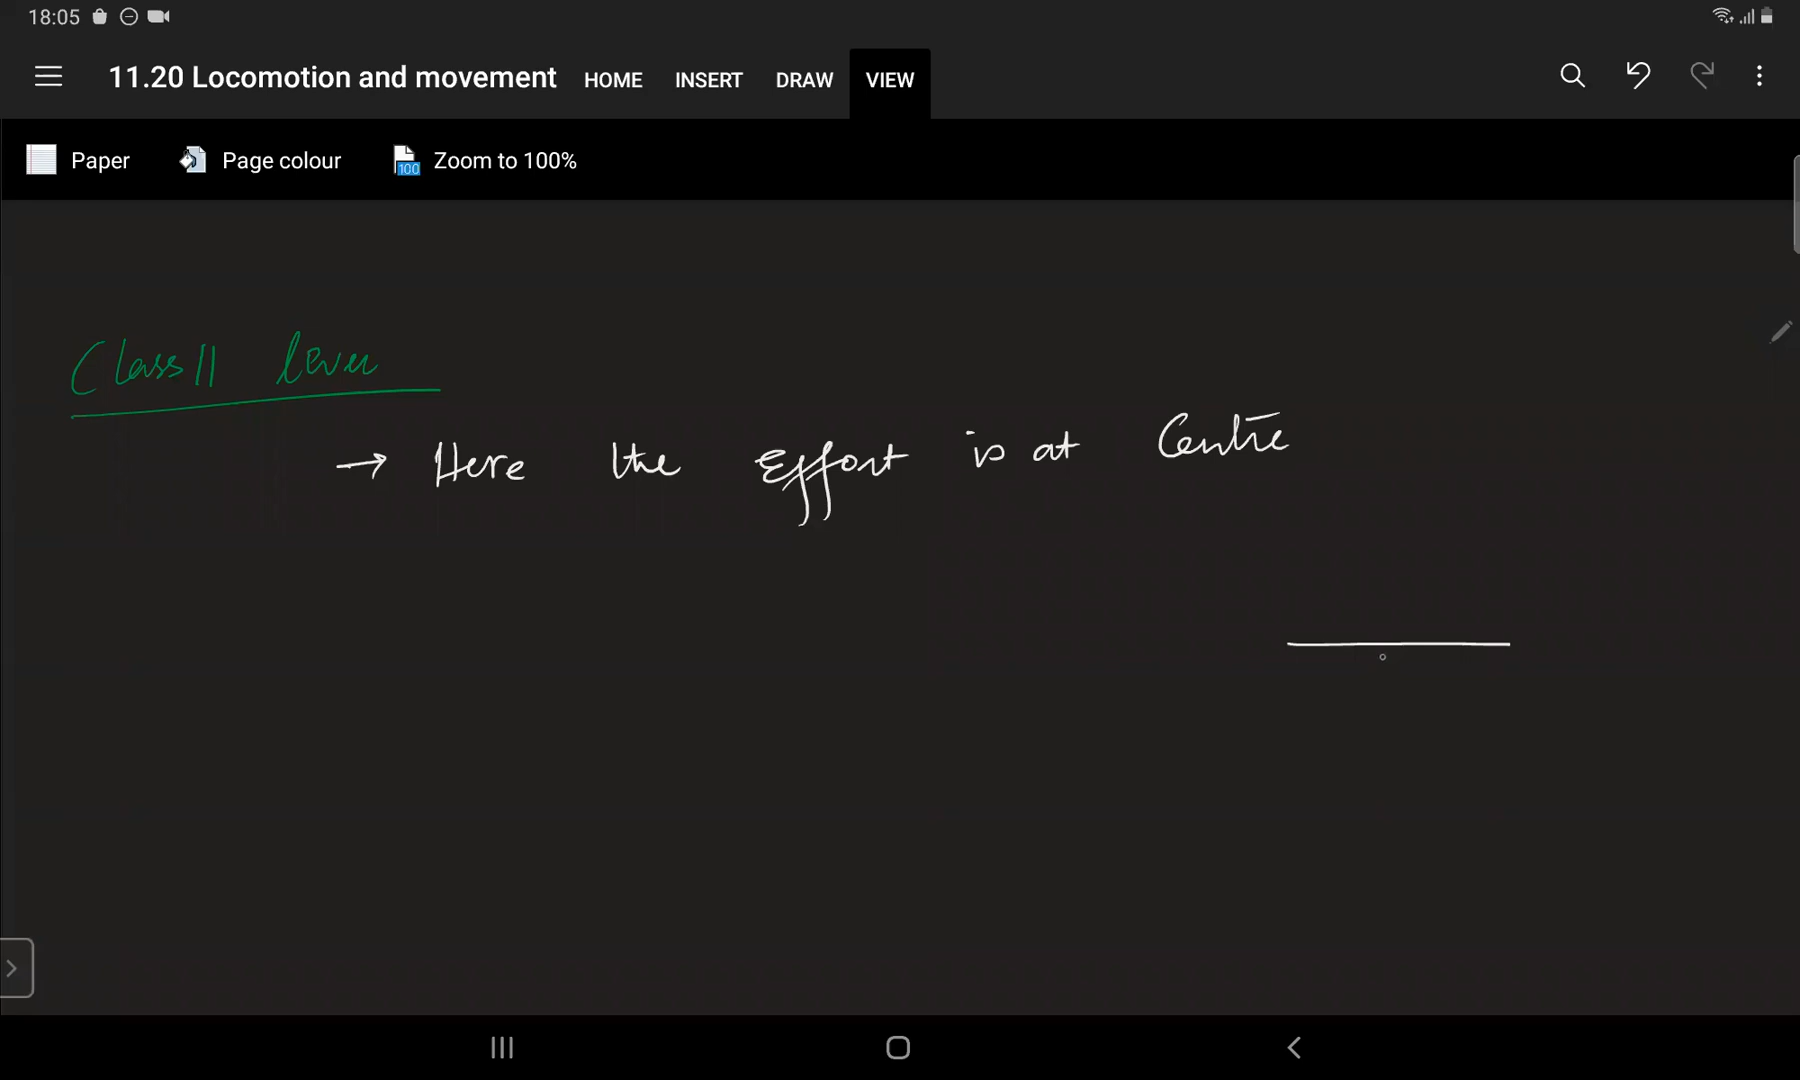 18:05
11.20 Locomotion and movement HOME INSERT DRAW VIEW
Paper Page colour 100 Zoom to 100%
Class II lever
→ Here the Effort is at Centre